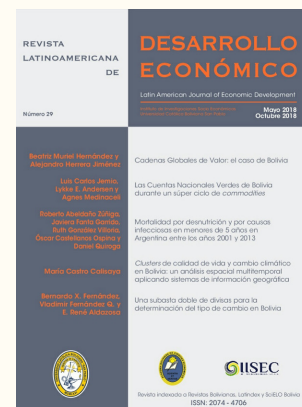 REVISTA
LATINOAMERICANA
DE
DESARROLLO
ECONÓMICO
Latin American Journal of Economic Development
Número 29
Mayo 2018
Octubre 2018
Beatriz Muriel Hernández y
Alejandro Herrera Jiménez
Cadenas Globales de Valor: el caso de Bolivia
Luis Carlos Jemio,
Lykke E. Andersen y
Agnes Medinaceli
Las Cuentas Nacionales Verdes de Bolivia
durante un súper ciclo de commodities
Roberto Abeldaño Zúñiga,
Javiera Fanta Garrido,
Ruth González Villoria,
Óscar Castellanos Ospina y
Daniel Quiroga
Mortalidad por desnutrición y por causas
infecciosas en menores de 5 años en
Argentina entre los años 2001 y 2013
María Castro Calisaya
Clusters de calidad de vida y cambio climático
en Bolivia: un análisis espacial multitemporal
aplicando sistemas de información geográfica
Bernardo X. Fernández,
Vladimir Fernández Q. y
E. René Aldazosa
Una subasta doble de divisas para la
determinación del tipo de cambio en Bolivia
IISEC
Revista Indexada a Revistas Bolivianas, Latindex y SciELO Bolivia
ISSN: 2074 - 4706